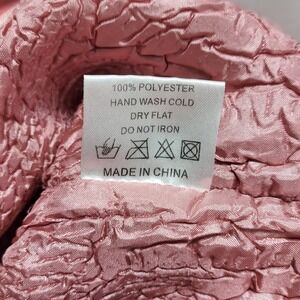 100% POLYESTER
HAND WASH COLD
DRY FLAT
DO NOT IRON
MADE IN CHINA